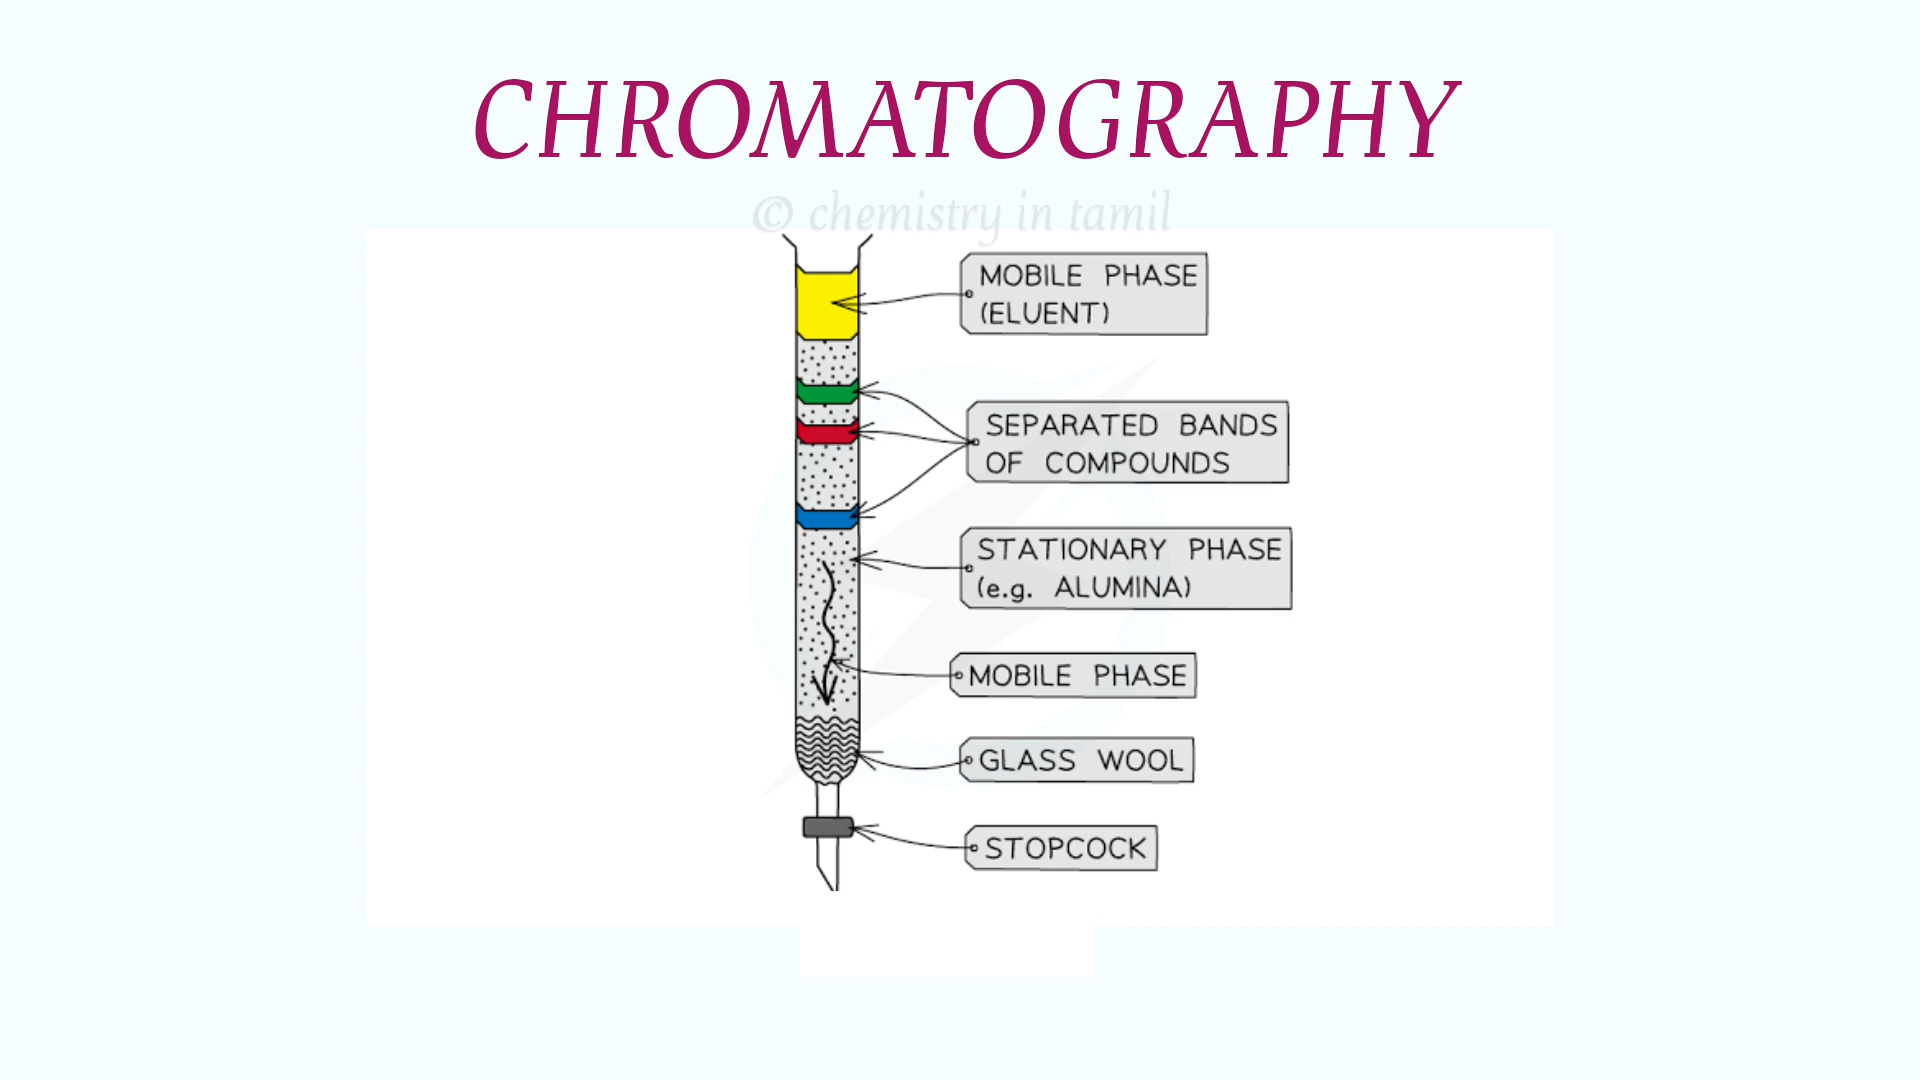 CHROMATOGRAPHY
© chemistry in tamil
MOBILE PHASE
(ELUENT)
SEPARATED BANDS
OF COMPOUNDS
STATIONARY PHASE
(e.g. ALUMINA)
MOBILE PHASE
GLASS WOOL
STOPCOCK